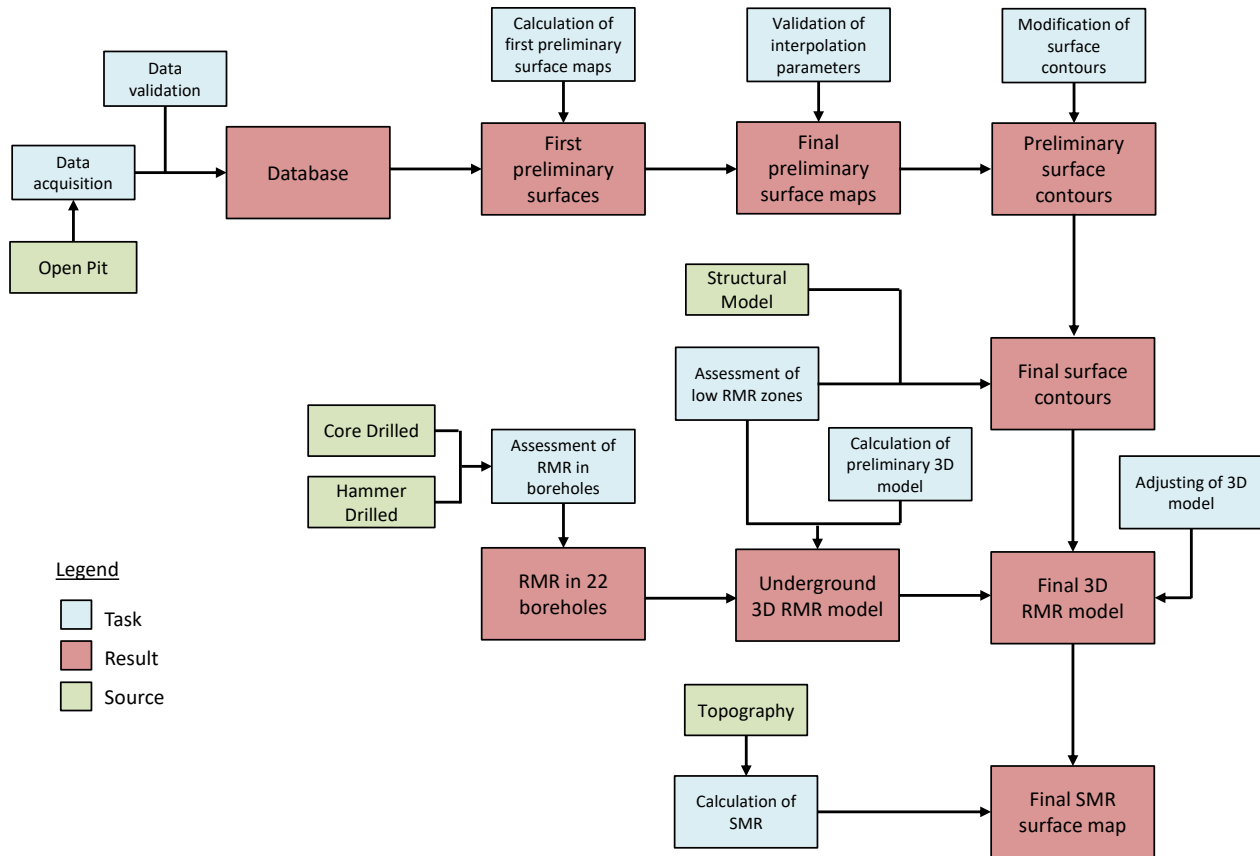 Calculation of
first preliminary
surface maps
Validation of
interpolation
parameters
Modification of
surface
contours
Data
validation
Data
acquisition
Database
First
preliminary
surfaces
Final
preliminary
surface maps
Preliminary
surface
contours
Open Pit
Structural
Model
Assessment of
low RMR zones
Final surface
contours
Core Drilled
Hammer
Drilled
Assessment of
RMR in
boreholes
Calculation of
preliminary 3D
model
Adjusting of 3D
model
RMR in 22
boreholes
Underground
3D RMR model
Final 3D
RMR model
Legend
Task
Result
Source
Topography
Calculation of
SMR
Final SMR
surface map